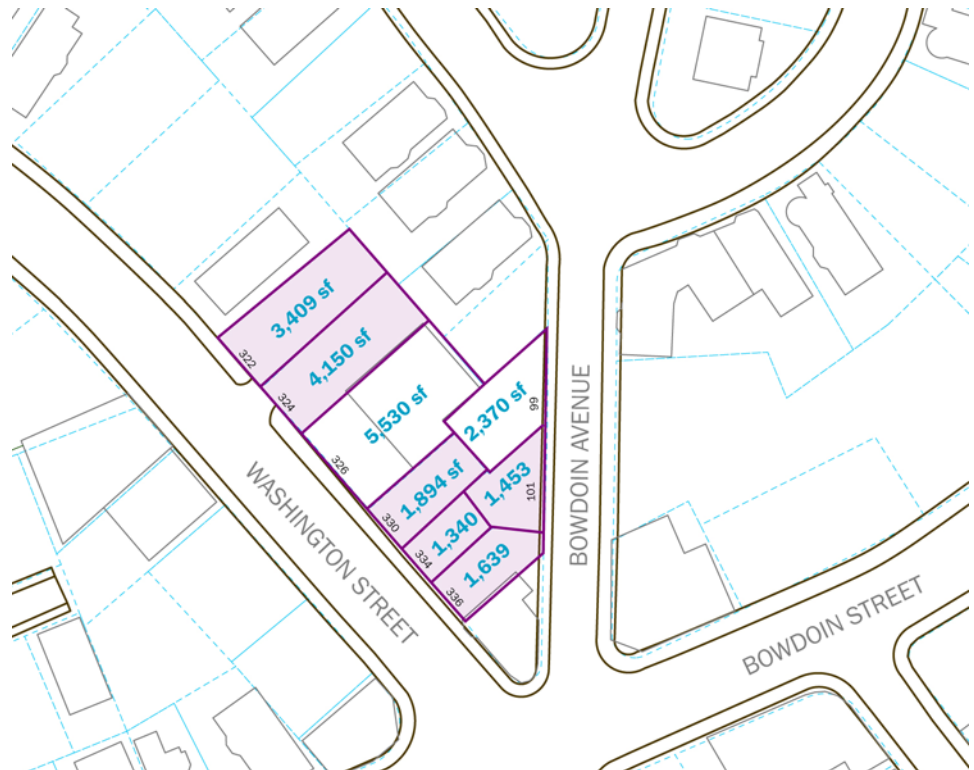 3,409 sf
322
4,150 sf
324
5,530 sf
326
2,370 sf
99
1,894 sf
330
1,453
101
1,340
334
1,639
336
WASHINGTON STREET
BOWDOIN AVENUE
BOWDOIN STREET